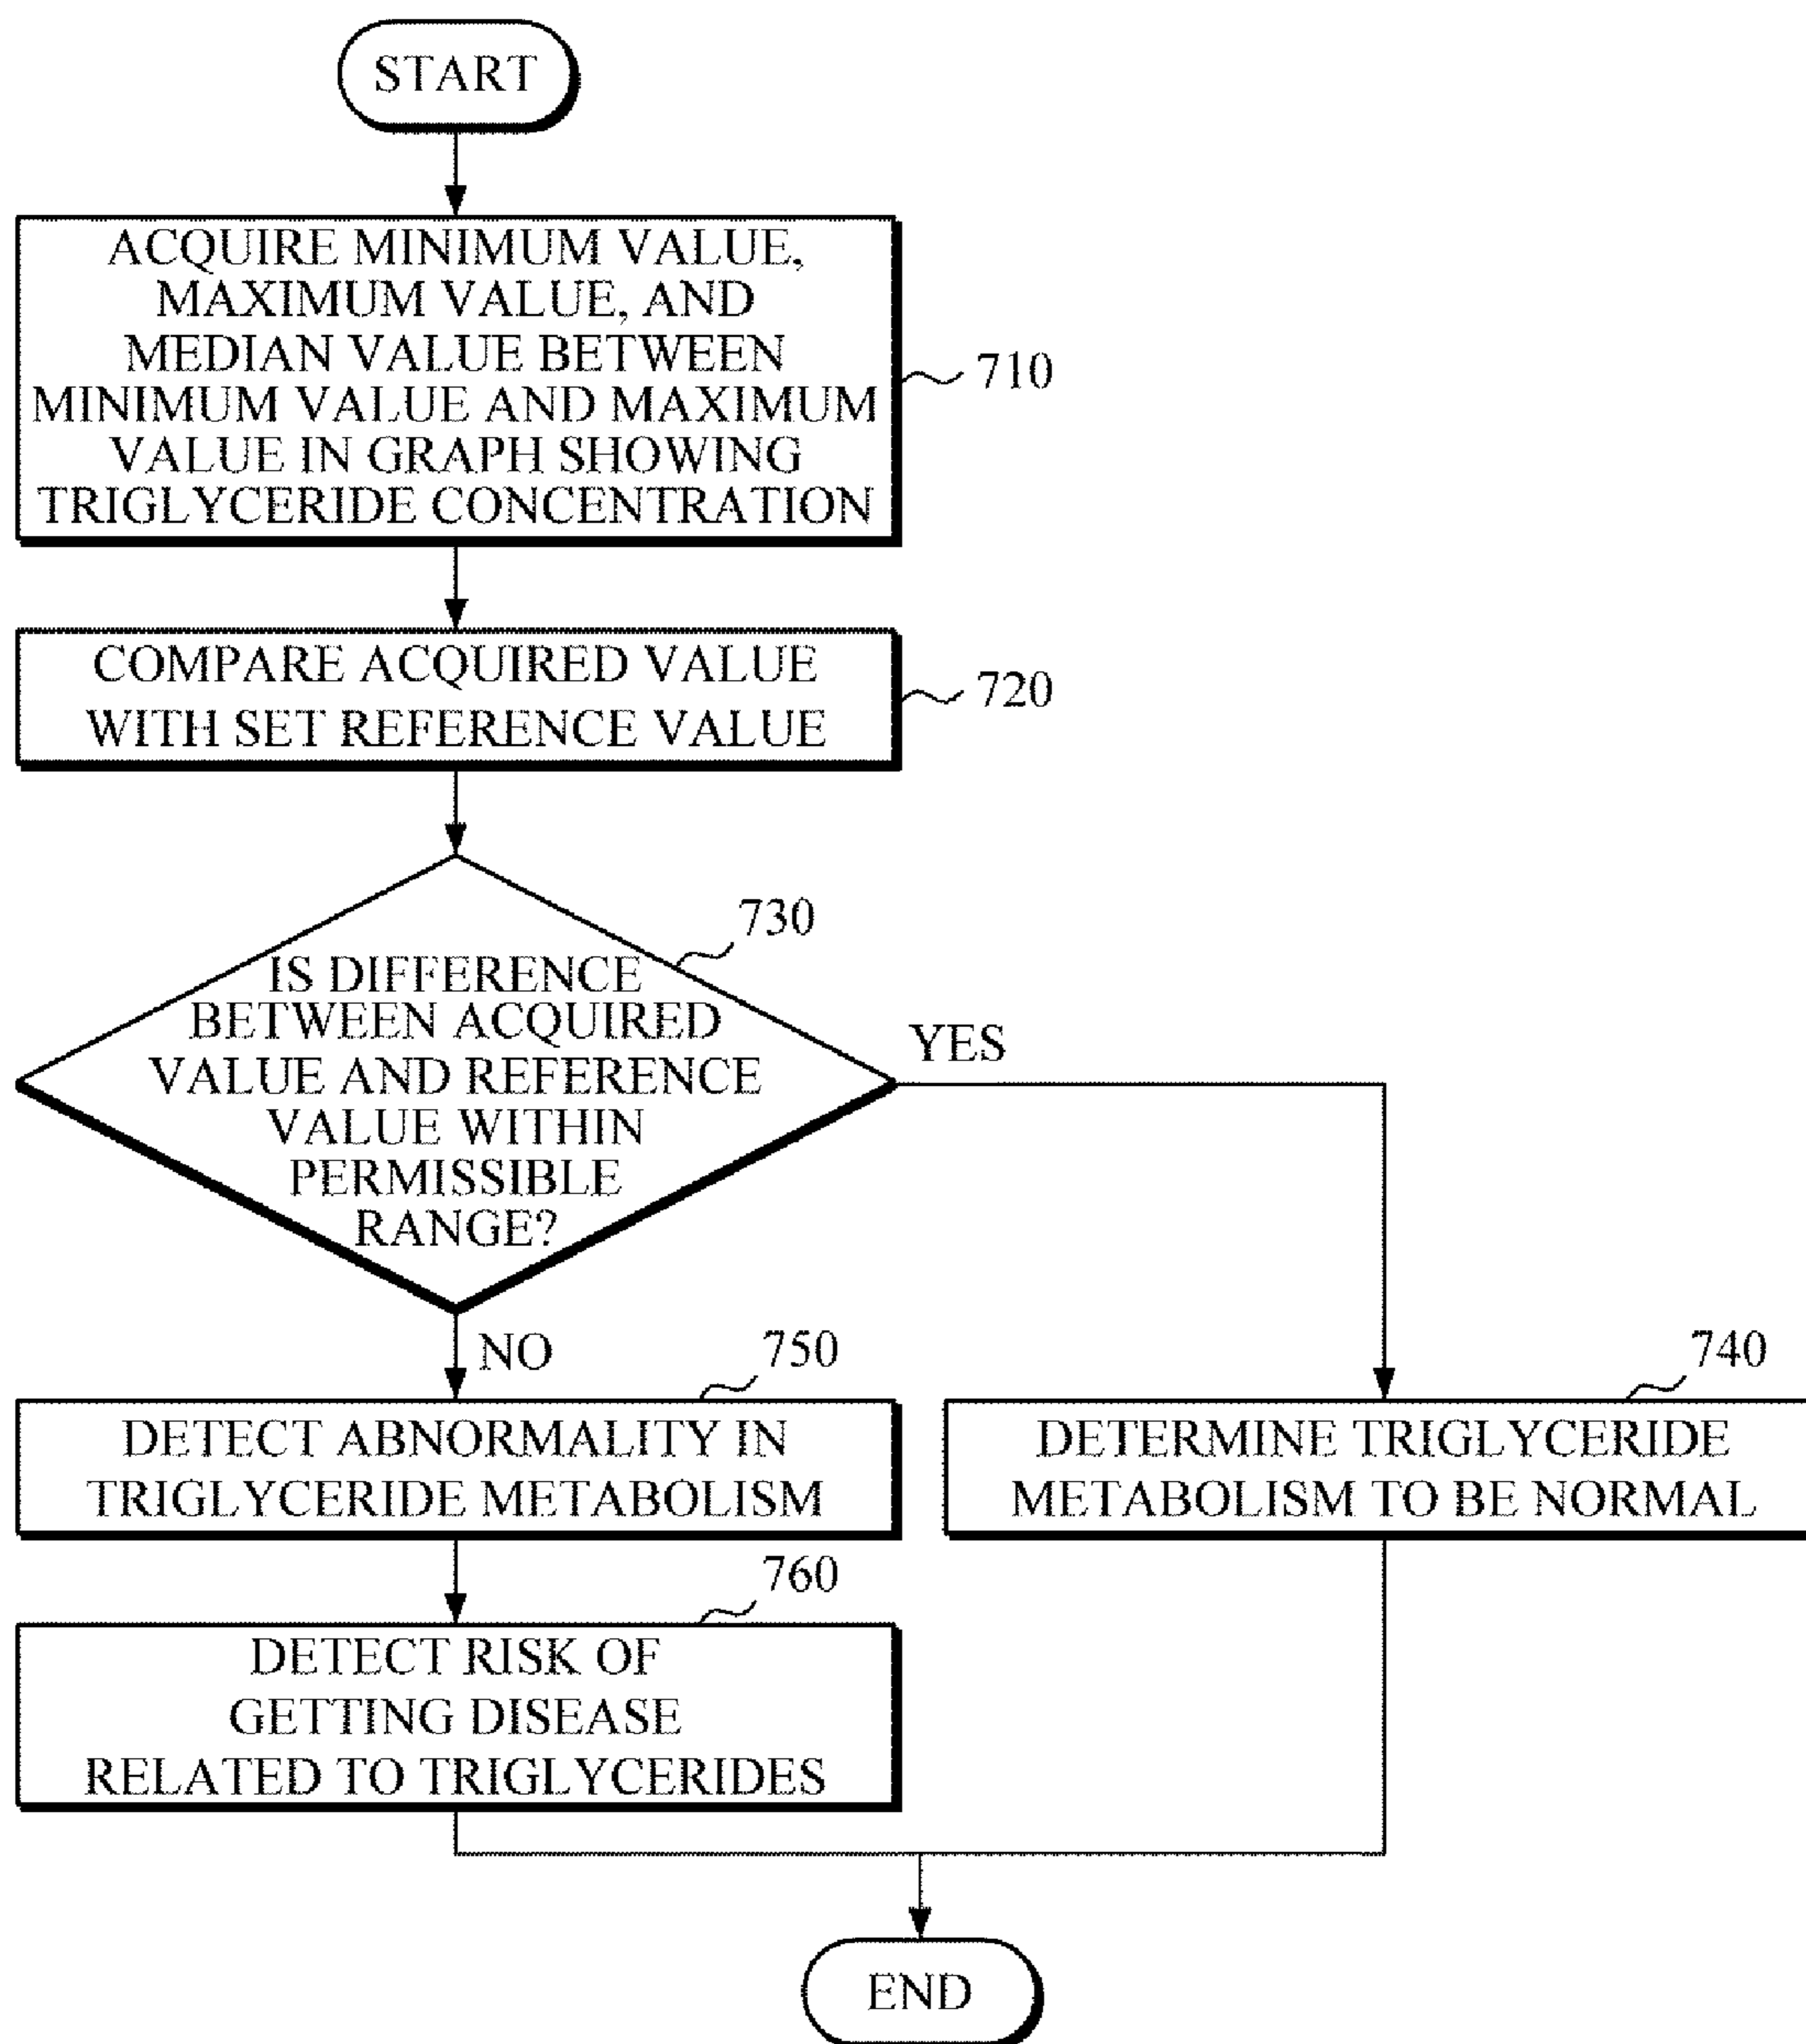 START
ACQUIRE MINIMUM VALUE,
MAXIMUM VALUE, AND
MEDIAN VALUE BETWEEN
MINIMUM VALUE AND MAXIMUM
VALUE IN GRAPH SHOWING
TRIGLYCERIDE CONCENTRATION
710
COMPARE ACQUIRED VALUE
WITH SET REFERENCE VALUE
720
730
IS DIFFERENCE
BETWEEN ACQUIRED
VALUE AND REFERENCE
VALUE WITHIN
PERMISSIBLE
RANGE?
YES
NO
750
DETECT ABNORMALITY IN
TRIGLYCERIDE METABOLISM
740
DETERMINE TRIGLYCERIDE
METABOLISM TO BE NORMAL
760
DETECT RISK OF
GETTING DISEASE
RELATED TO TRIGLYCERIDES
END